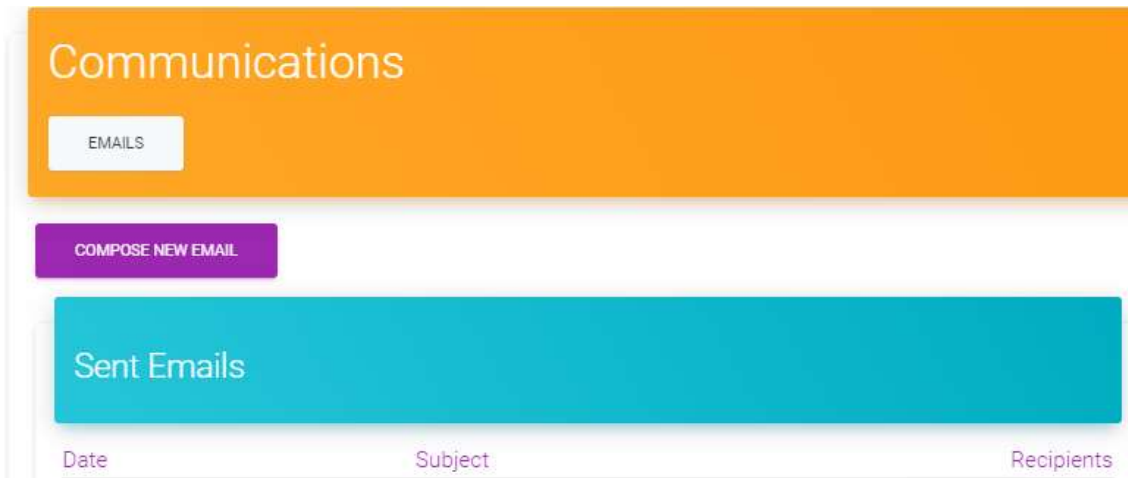 Communications
EMAILS
COMPOSE NEW EMAIL
Sent Emails
Date Subject Recipients